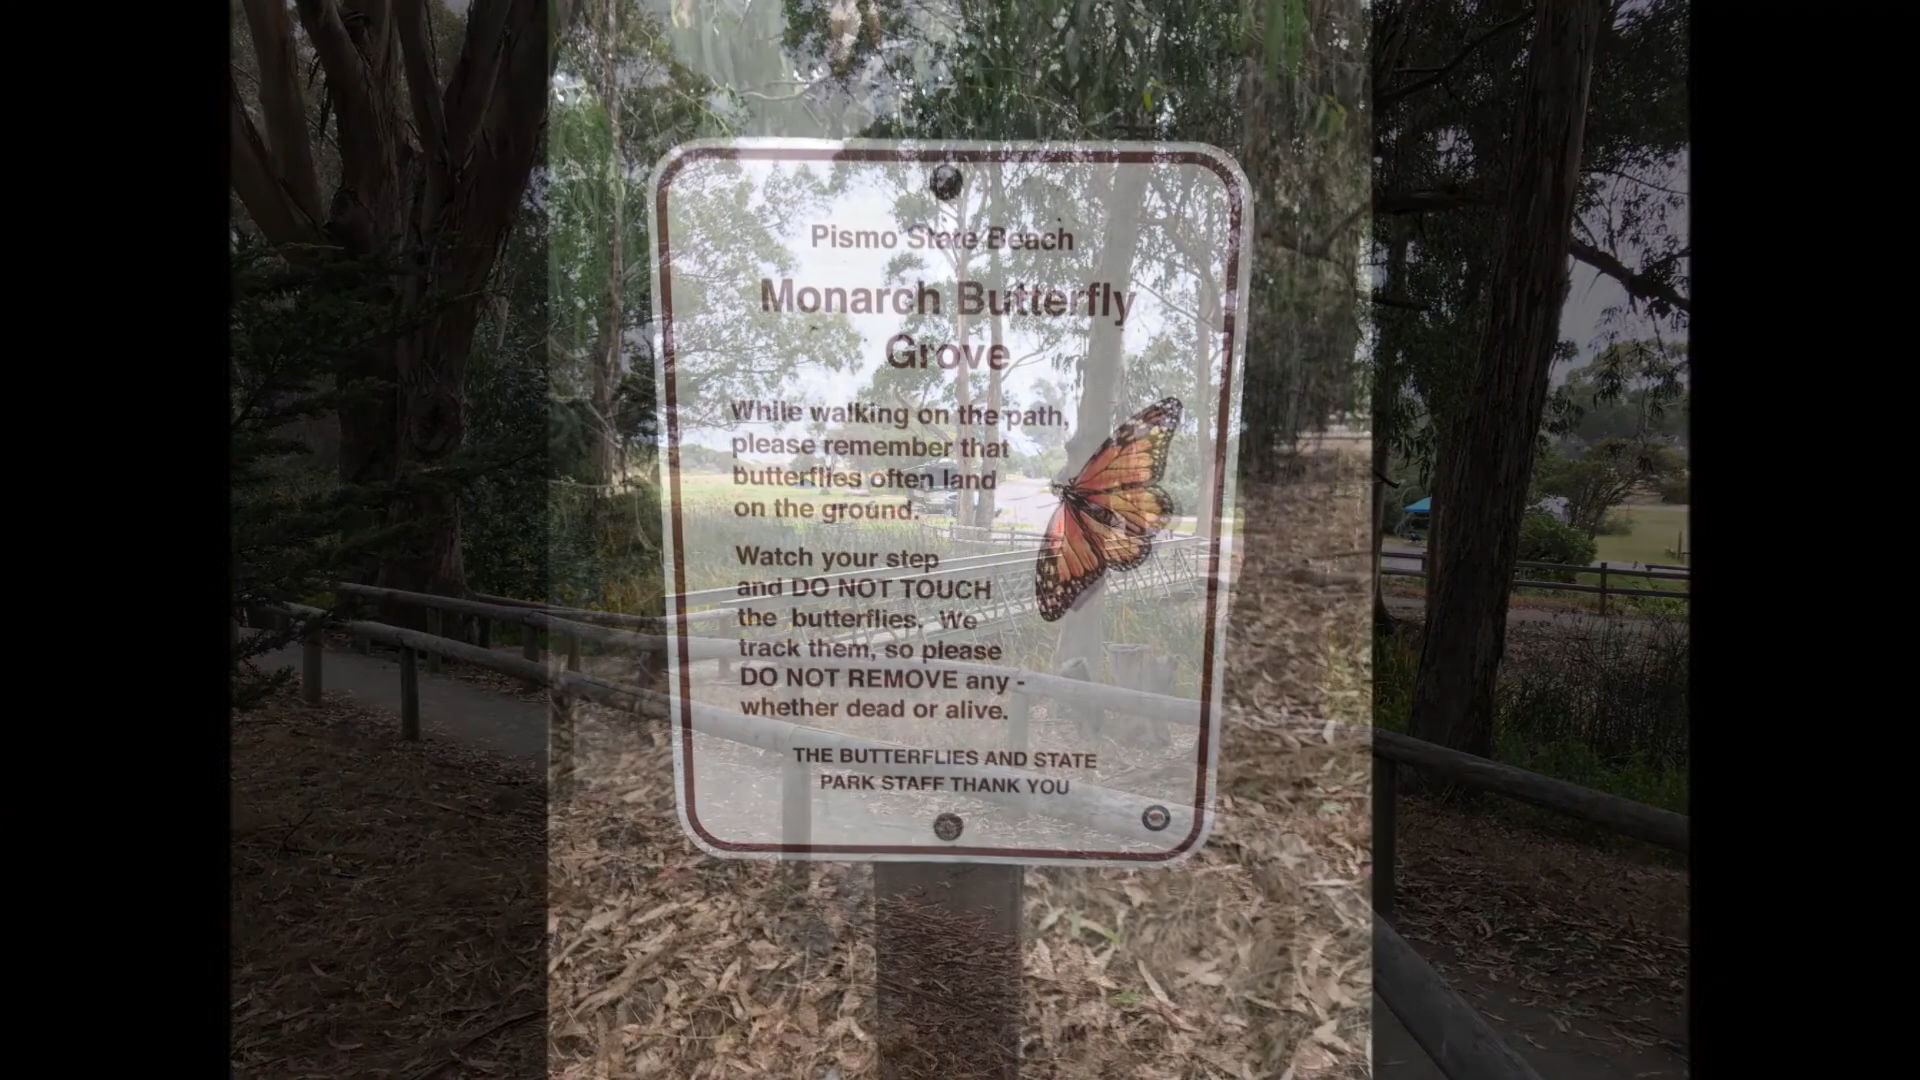 Pismo State Beach
Monarch Butterfly
Grove
While walking on the path,
please remember that
butterflies often land
on the ground.
Watch your step
and DO NOT TOUCH
the butterflies. We
track them, so please
DO NOT REMOVE any -
whether dead or alive.
THE BUTTERFLIES AND STATE
PARK STAFF THANK YOU